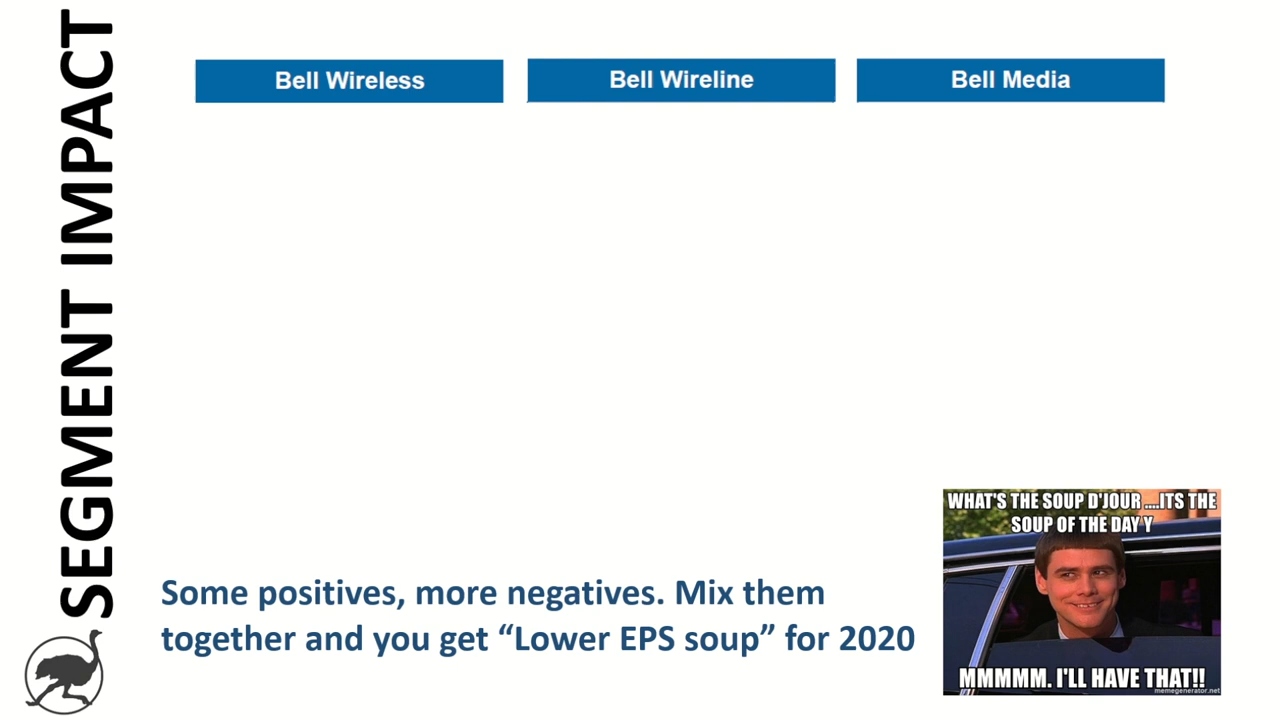 SEGMENT IMPACT
Bell Wireless
Bell Wireline
Bell Media
Some positives, more negatives. Mix them
together and you get “Lower EPS soup” for 2020
WHAT'S THE SOUP D'JOUR ....ITS THE
SOUP OF THE DAY Y
MMMMM. I'LL HAVE THAT!!
memegenerator.net